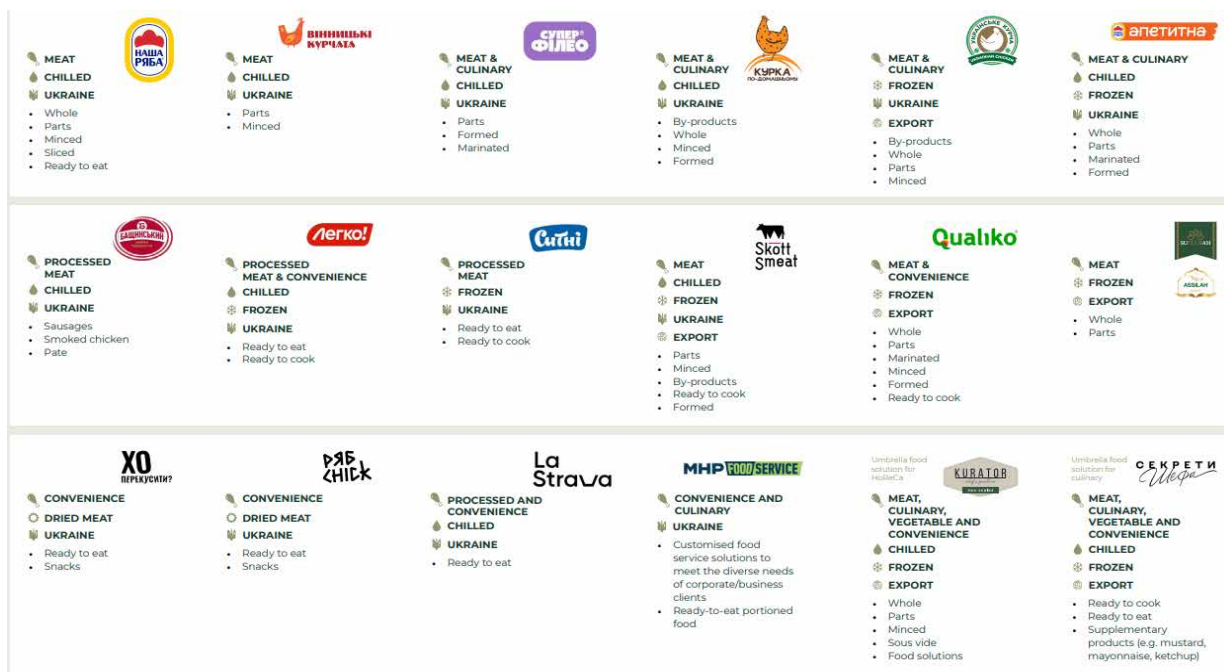 НАША
РЯБА
MEAT
CHILLED
UKRAINE
Whole
Parts
Minced
Sliced
Ready to eat
ВІННИЦЬКІ
КУРЧАТА
MEAT
CHILLED
UKRAINE
Parts
Minced
СУПЕР
ФІЛЕО
MEAT &
CULINARY
CHILLED
UKRAINE
Parts
Formed
Marinated
КУРКА
ПО-ДОМАШНЬОМУ
MEAT &
CULINARY
CHILLED
UKRAINE
By-products
Whole
Minced
Formed
УКРАЇНСЬКЕ КУРЧА
UKRAINIAN CHICKEN
MEAT &
CULINARY
FROZEN
UKRAINE
EXPORT
By-products
Whole
Parts
Minced
апетитна
MEAT & CULINARY
CHILLED
FROZEN
UKRAINE
Whole
Parts
Marinated
Formed
БАЩИНСЬКИЙ
PROCESSED
MEAT
CHILLED
UKRAINE
Sausages
Smoked chicken
Pate
Легко!
PROCESSED
MEAT & CONVENIENCE
CHILLED
FROZEN
UKRAINE
Ready to eat
Ready to cook
Ситні
PROCESSED
MEAT
FROZEN
UKRAINE
Ready to eat
Ready to cook
Skott
Smeat
MEAT
CHILLED
FROZEN
UKRAINE
EXPORT
Parts
Minced
By-products
Ready to cook
Formed
Qualiko
MEAT &
CONVENIENCE
FROZEN
EXPORT
Whole
Parts
Marinated
Minced
Formed
Ready to cook
ASSILAH
MEAT
FROZEN
EXPORT
Whole
Parts
ХО
ПЕРЕКУСИТИ?
CONVENIENCE
DRIED MEAT
UKRAINE
Ready to eat
Snacks
РЯБ
CHICK
CONVENIENCE
DRIED MEAT
UKRAINE
Ready to eat
Snacks
La
Strava
PROCESSED AND
CONVENIENCE
CHILLED
UKRAINE
Ready to eat
MHP FOOD SERVICE
CONVENIENCE AND
CULINARY
UKRAINE
Customised food
service solutions to
meet the diverse needs
of corporate/business
clients
Ready-to-eat portioned
food
Umbrella food
solution for
HoReCa
KURATOR
MEAT,
CULINARY,
VEGETABLE AND
CONVENIENCE
CHILLED
FROZEN
EXPORT
Whole
Parts
Minced
Sous vide
Food solutions
Umbrella food
solution for
culinary
СЕКРЕТИ
Шефа
MEAT,
CULINARY,
VEGETABLE AND
CONVENIENCE
CHILLED
FROZEN
EXPORT
Ready to cook
Ready to eat
Supplementary
products (e.g. mustard,
mayonnaise, ketchup)